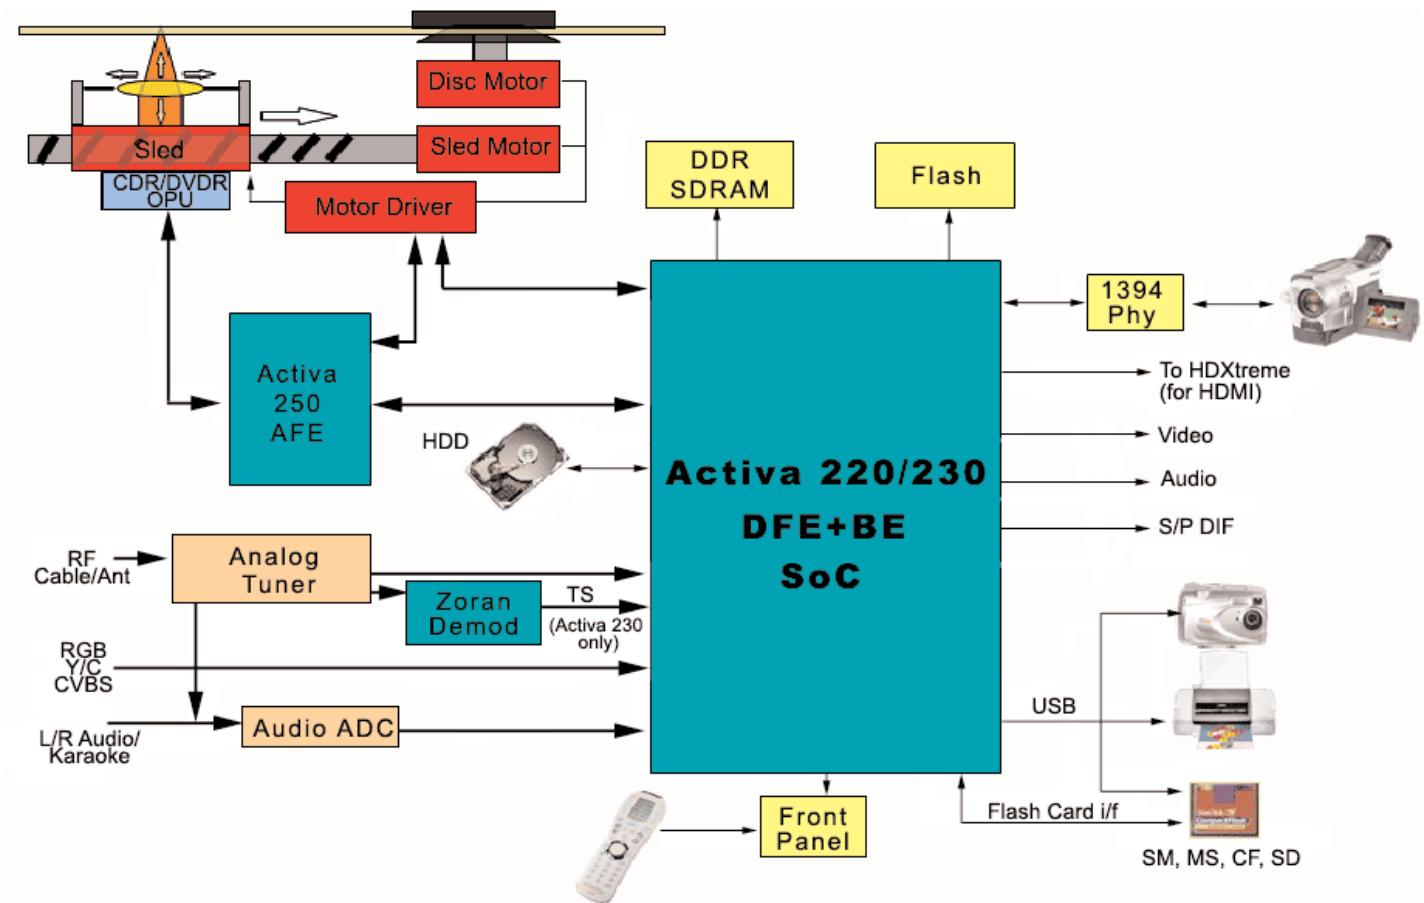 Disc Motor
Sled
Sled Motor
CDR/DVDR
OPU
Motor Driver
DDR
SDRAM
Flash
1394
Phy
Activa
250
AFE
To HDXtreme
(for HDMI)
HDD
Video
Activa 220/230
DFE+BE
SoC
Audio
S/P DIF
RF
Cable/Ant
Analog
Tuner
Zoran
Demod
TS
(Activa 230
only)
RGB
Y/C
CVBS
L/R Audio/
Karaoke
Audio ADC
USB
Front
Panel
Flash Card i/f
CompactFlash
SM, MS, CF, SD